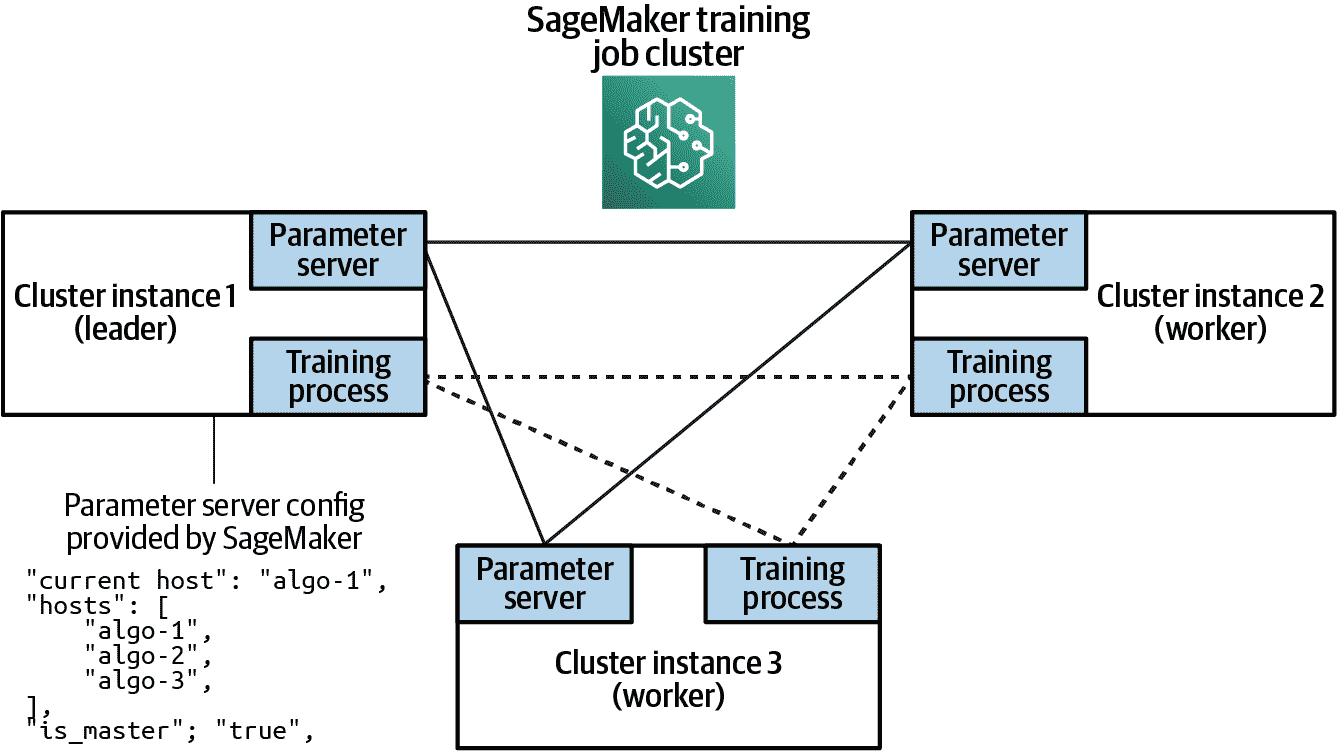 SageMaker training
job cluster
Parameter
server
Cluster instance 1
(leader)
Training
process
Parameter
server
Cluster instance 2
(worker)
Training
process
Parameter server config
provided by SageMaker
"current host": "algo-1",
"hosts": [
    "algo-1",
    "algo-2",
    "algo-3",
],
"is_master"; "true",
Parameter
server
Training
process
Cluster instance 3
(worker)